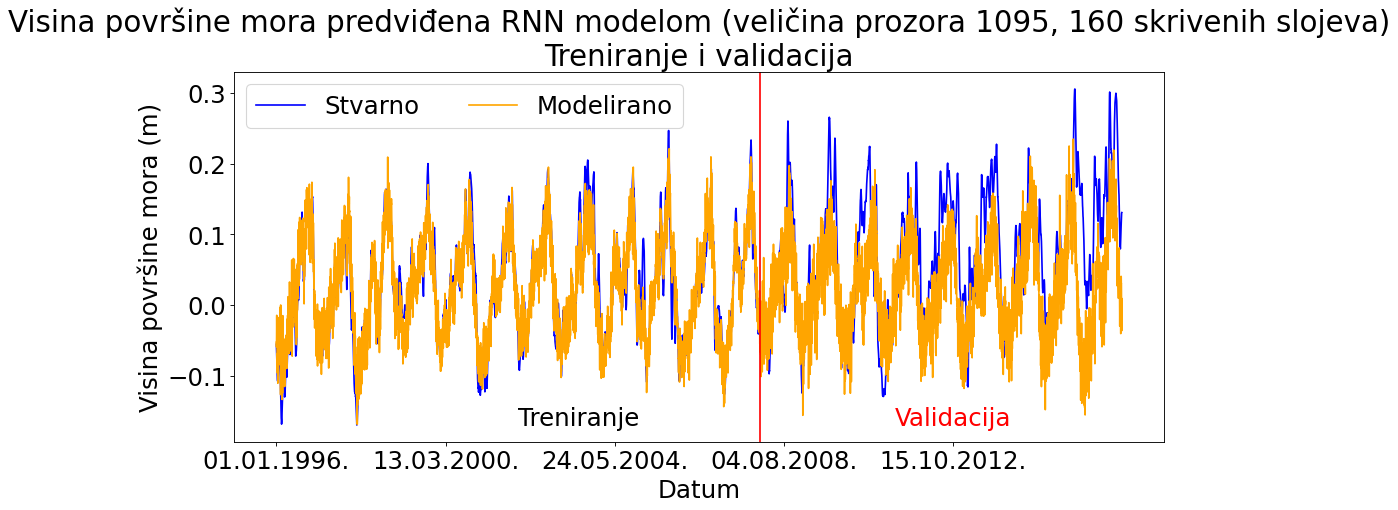 Visina površine mora predviđena RNN modelom (veličina prozora 1095, 160 skrivenih slojeva)
Treniranje i validacija
Stvarno
Modelirano
Visina površine mora (m)
0.3
0.2
0.1
0.0
−0.1
Treniranje
Validacija
01.01.1996.
13.03.2000.
24.05.2004.
04.08.2008.
15.10.2012.
Datum